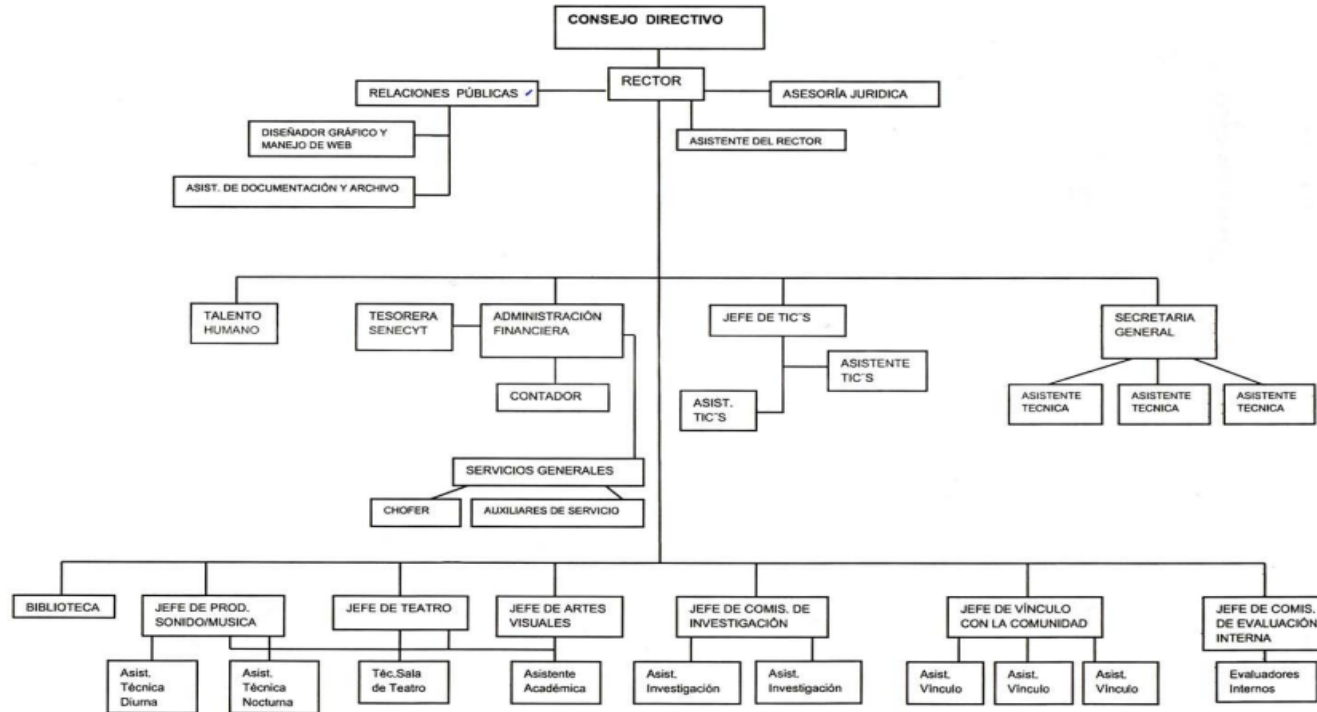 CONSEJO DIRECTIVO
RECTOR
RELACIONES PÚBLICAS
ASESORÍA JURIDICA
DISEÑADOR GRÁFICO Y
MANEJO DE WEB
ASISTENTE DEL RECTOR
ASIST. DE DOCUMENTACIÓN Y ARCHIVO
TALENTO
HUMANO
TESORERA
SENECYT
ADMINISTRACIÓN
FINANCIERA
JEFE DE TIC¨S
SECRETARIA
GENERAL
CONTADOR
ASISTENTE
TIC¨S
ASIST.
TIC¨S
ASISTENTE
TECNICA
ASISTENTE
TECNICA
ASISTENTE
TECNICA
SERVICIOS GENERALES
CHOFER
AUXILIARES DE SERVICIO
BIBLIOTECA
JEFE DE PROD.
SONIDO/MUSICA
JEFE DE TEATRO
JEFE DE ARTES
VISUALES
JEFE DE COMIS. DE
INVESTIGACIÓN
JEFE DE VÍNCULO
CON LA COMUNIDAD
JEFE DE COMIS.
DE EVALUACIÓN
INTERNA
Asist.
Técnica
Diurna
Asist.
Técnica
Nocturna
Téc.Sala
de Teatro
Asistente
Académica
Asist.
Investigación
Asist.
Investigación
Asist.
Vínculo
Asist.
Vínculo
Asist.
Vínculo
Evaluadores
Internos